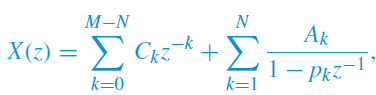 X(z) = \sum_{k=0}^{M-N} C_k z^{-k} + \sum_{k=1}^{N} \frac{A_k}{1 - p_k z^{-1}},